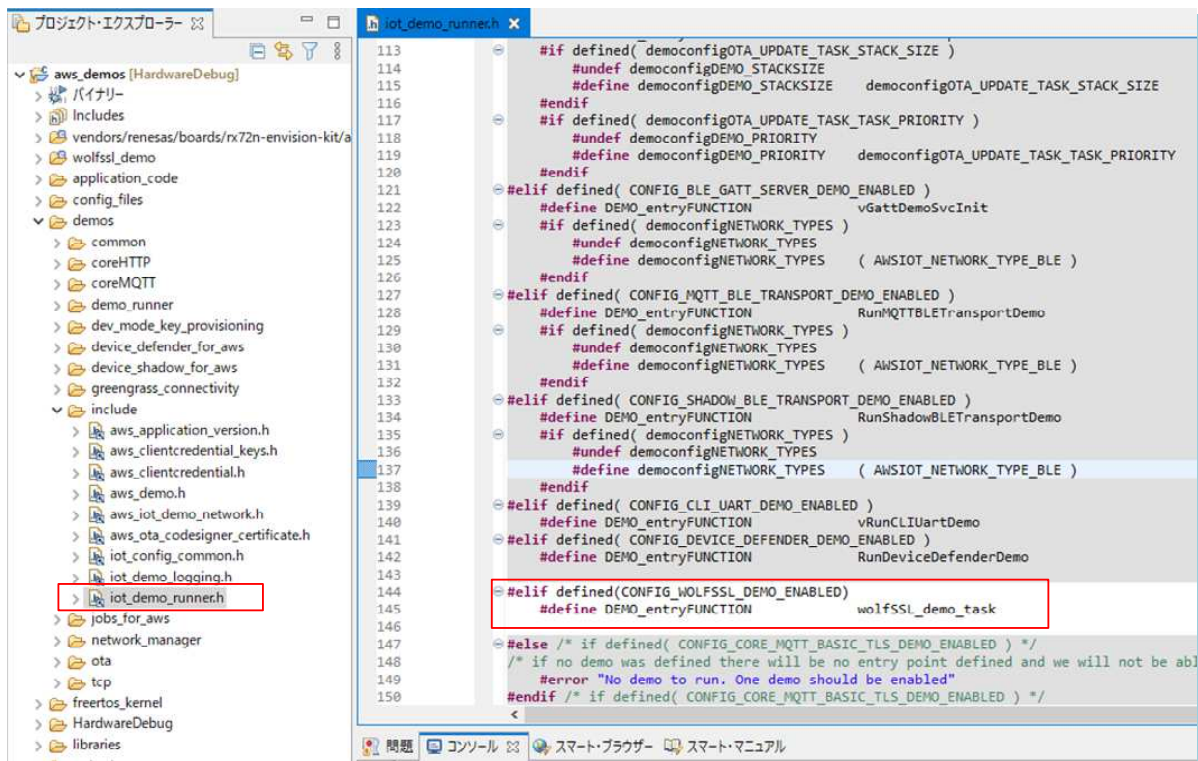 プロジェクト・エクスプローラー
aws_demos [HardwareDebug]
バイナリー
Includes
vendors/renesas/boards/rx72n-envision-kit/a
wolfssl_demo
application_code
config_files
demos
common
coreHTTP
coreMQTT
demo_runner
dev_mode_key_provisioning
device_defender_for_aws
device_shadow_for_aws
greengrass_connectivity
include
aws_application_version.h
aws_clientcredential_keys.h
aws_clientcredential.h
aws_demo.h
aws_iot_demo_network.h
aws_ota_codesigner_certificate.h
iot_config_common.h
iot_demo_logging.h
iot_demo_runner.h
jobs_for_aws
network_manager
ota
tcp
freertos_kernel
HardwareDebug
libraries
iot_demo_runner.h
113 #if defined( democonfigOTA_UPDATE_TASK_STACK_SIZE )
114 #undef democonfigDEMO_STACKSIZE
115 #define democonfigDEMO_STACKSIZE democonfigOTA_UPDATE_TASK_STACK_SIZE
116 #endif
117 #if defined( democonfigOTA_UPDATE_TASK_TASK_PRIORITY )
118 #undef democonfigDEMO_PRIORITY
119 #define democonfigDEMO_PRIORITY democonfigOTA_UPDATE_TASK_TASK_PRIORITY
120 #endif
121 #elif defined( CONFIG_BLE_GATT_SERVER_DEMO_ENABLED )
122 #define DEMO_entryFUNCTION vGattDemoSvcInit
123 #if defined( democonfigNETWORK_TYPES )
124 #undef democonfigNETWORK_TYPES
125 #define democonfigNETWORK_TYPES ( AWSIOT_NETWORK_TYPE_BLE )
126 #endif
127 #elif defined( CONFIG_MQTT_BLE_TRANSPORT_DEMO_ENABLED )
128 #define DEMO_entryFUNCTION RunMQTTBLETransportDemo
129 #if defined( democonfigNETWORK_TYPES )
130 #undef democonfigNETWORK_TYPES
131 #define democonfigNETWORK_TYPES ( AWSIOT_NETWORK_TYPE_BLE )
132 #endif
133 #elif defined( CONFIG_SHADOW_BLE_TRANSPORT_DEMO_ENABLED )
134 #define DEMO_entryFUNCTION RunShadowBLETransportDemo
135 #if defined( democonfigNETWORK_TYPES )
136 #undef democonfigNETWORK_TYPES
137 #define democonfigNETWORK_TYPES ( AWSIOT_NETWORK_TYPE_BLE )
138 #endif
139 #elif defined( CONFIG_CLI_UART_DEMO_ENABLED )
140 #define DEMO_entryFUNCTION vRunCLIUartDemo
141 #elif defined( CONFIG_DEVICE_DEFENDER_DEMO_ENABLED )
142 #define DEMO_entryFUNCTION RunDeviceDefenderDemo
143
144 #elif defined(CONFIG_WOLFSSL_DEMO_ENABLED)
145 #define DEMO_entryFUNCTION wolfSSL_demo_task
146
147 #else /* if defined( CONFIG_CORE_MQTT_BASIC_TLS_DEMO_ENABLED ) */
148 /* if no demo was defined there will be no entry point defined and we will not be abl
149 #error "No demo to run. One demo should be enabled"
150 #endif /* if defined( CONFIG_CORE_MQTT_BASIC_TLS_DEMO_ENABLED ) */
問題 コンソール スマート・ブラウザー スマート・マニュアル